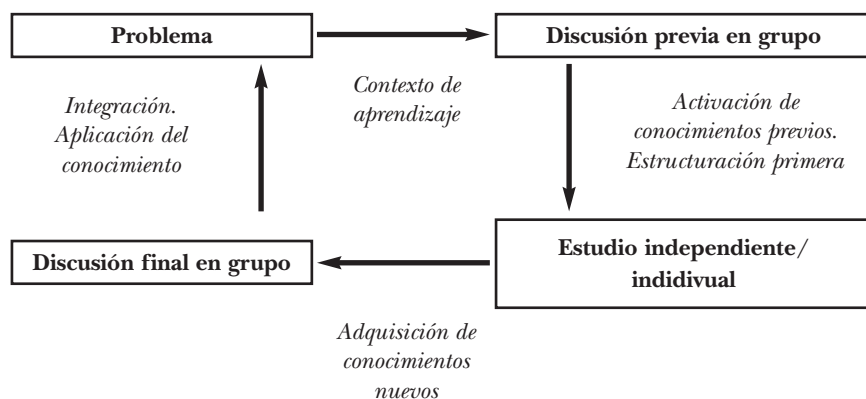 Problema
Discusión previa en grupo
Contexto de
aprendizaje
Integración.
Aplicación del
conocimiento
Activación de
conocimientos previos.
Estructuración primera
Discusión final en grupo
Estudio independiente/
indidivual
Adquisición de
conocimientos
nuevos